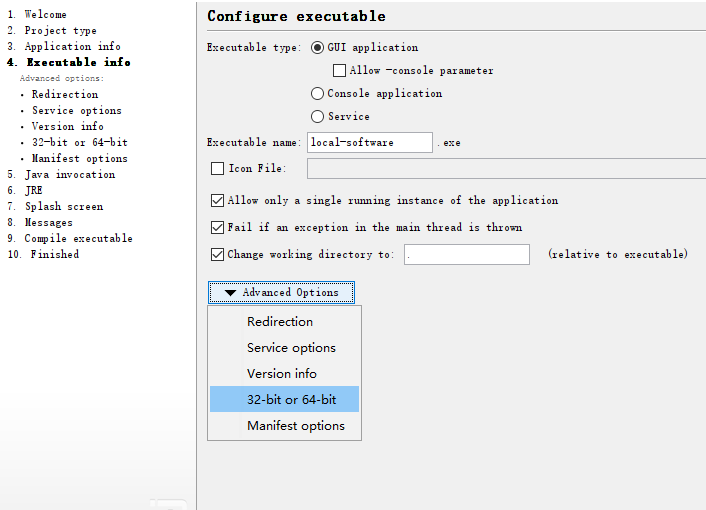 1. Welcome
2. Project type
3. Application info
4. Executable info
Advanced options:
• Redirection
• Service options
• Version info
• 32-bit or 64-bit
• Manifest options
5. Java invocation
6. JRE
7. Splash screen
8. Messages
9. Compile executable
10. Finished
Configure executable
Executable type: GUI application
Allow -console parameter
Console application
Service
Executable name: local-software .exe
Icon File:
Allow only a single running instance of the application
Fail if an exception in the main thread is thrown
Change working directory to: . (relative to executable)
Advanced Options
Redirection
Service options
Version info
32-bit or 64-bit
Manifest options